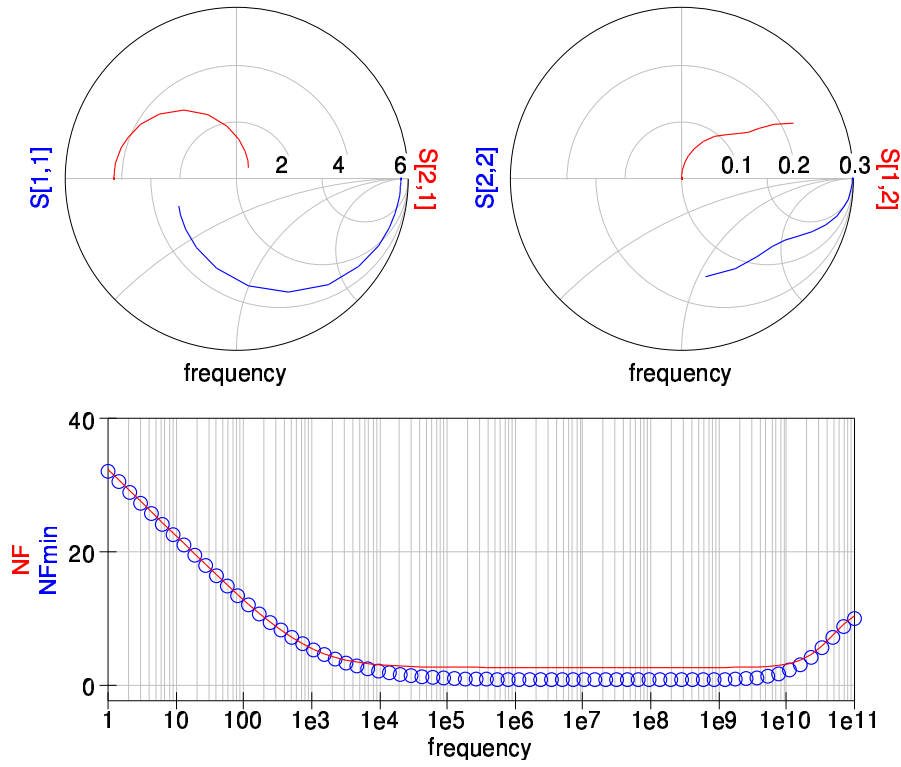 S[1,1]
2 4 6
S[2,1]
frequency
S[2,2]
0.1 0.2 0.3
S[1,2]
frequency
NF
NFmin
40
20
0
1 10 100 1e3 1e4 1e5 1e6 1e7 1e8 1e9 1e10 1e11
frequency